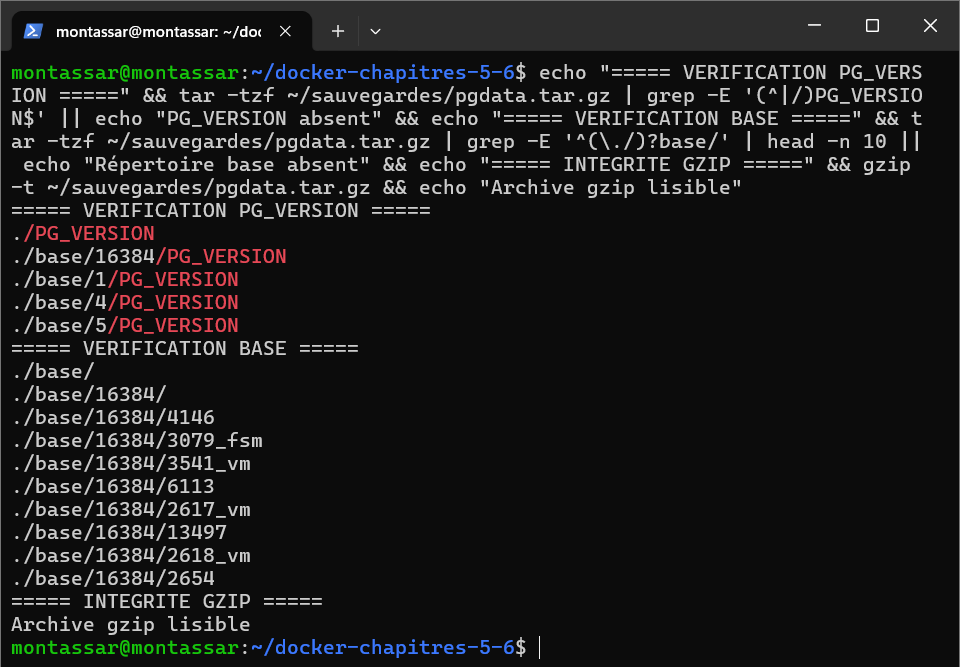 montassar@montassar: ~/doc
montassar@montassar:~/docker-chapitres-5-6$ echo "===== VERIFICATION PG_VERS
ION =====" && tar -tzf ~/sauvegardes/pgdata.tar.gz | grep -E '(^|/)PG_VERSIO
N$' || echo "PG_VERSION absent" && echo "===== VERIFICATION BASE =====" && t
ar -tzf ~/sauvegardes/pgdata.tar.gz | grep -E '^(\./)?base/' | head -n 10 ||
 echo "Répertoire base absent" && echo "===== INTEGRITE GZIP =====" && gzip 
-t ~/sauvegardes/pgdata.tar.gz && echo "Archive gzip lisible"
===== VERIFICATION PG_VERSION =====
./PG_VERSION
./base/16384/PG_VERSION
./base/1/PG_VERSION
./base/4/PG_VERSION
./base/5/PG_VERSION
===== VERIFICATION BASE =====
./base/
./base/16384/
./base/16384/4146
./base/16384/3079_fsm
./base/16384/3541_vm
./base/16384/6113
./base/16384/2617_vm
./base/16384/13497
./base/16384/2618_vm
./base/16384/2654
===== INTEGRITE GZIP =====
Archive gzip lisible
montassar@montassar:~/docker-chapitres-5-6$